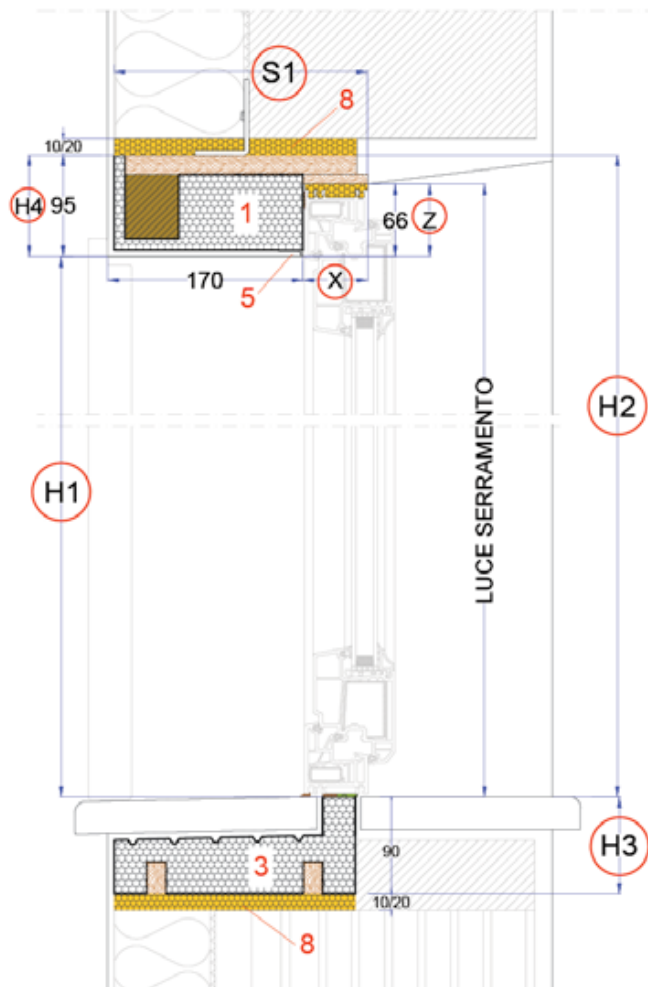 S1
8
10/20
H4
95
1
66
Z
170
5
X
H2
H1
LUCE SERRAMENTO
3
90
H3
10/20
8